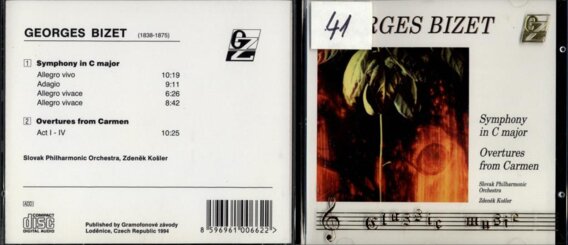 GEORGES BIZET (1838-1875)
GZ
1 Symphony in C major
Allegro vivo 10:19
Adagio 9:11
Allegro vivace 6:26
Allegro vivace 8:42
2 Overtures from Carmen
Act I - IV 10:25
Slovak Philharmonic Orchestra, Zdeněk Košler
[ADD]
COMPACT
disc
DIGITAL AUDIO
Published by Gramofonové závody
Loděnice, Czech Republic 1994
8 596961 006622
41
RGES BIZET
GZ
Symphony
in C major
Overtures
from Carmen
Slovak Philharmonic
Orchestra
Zdeněk Košler
Classic music